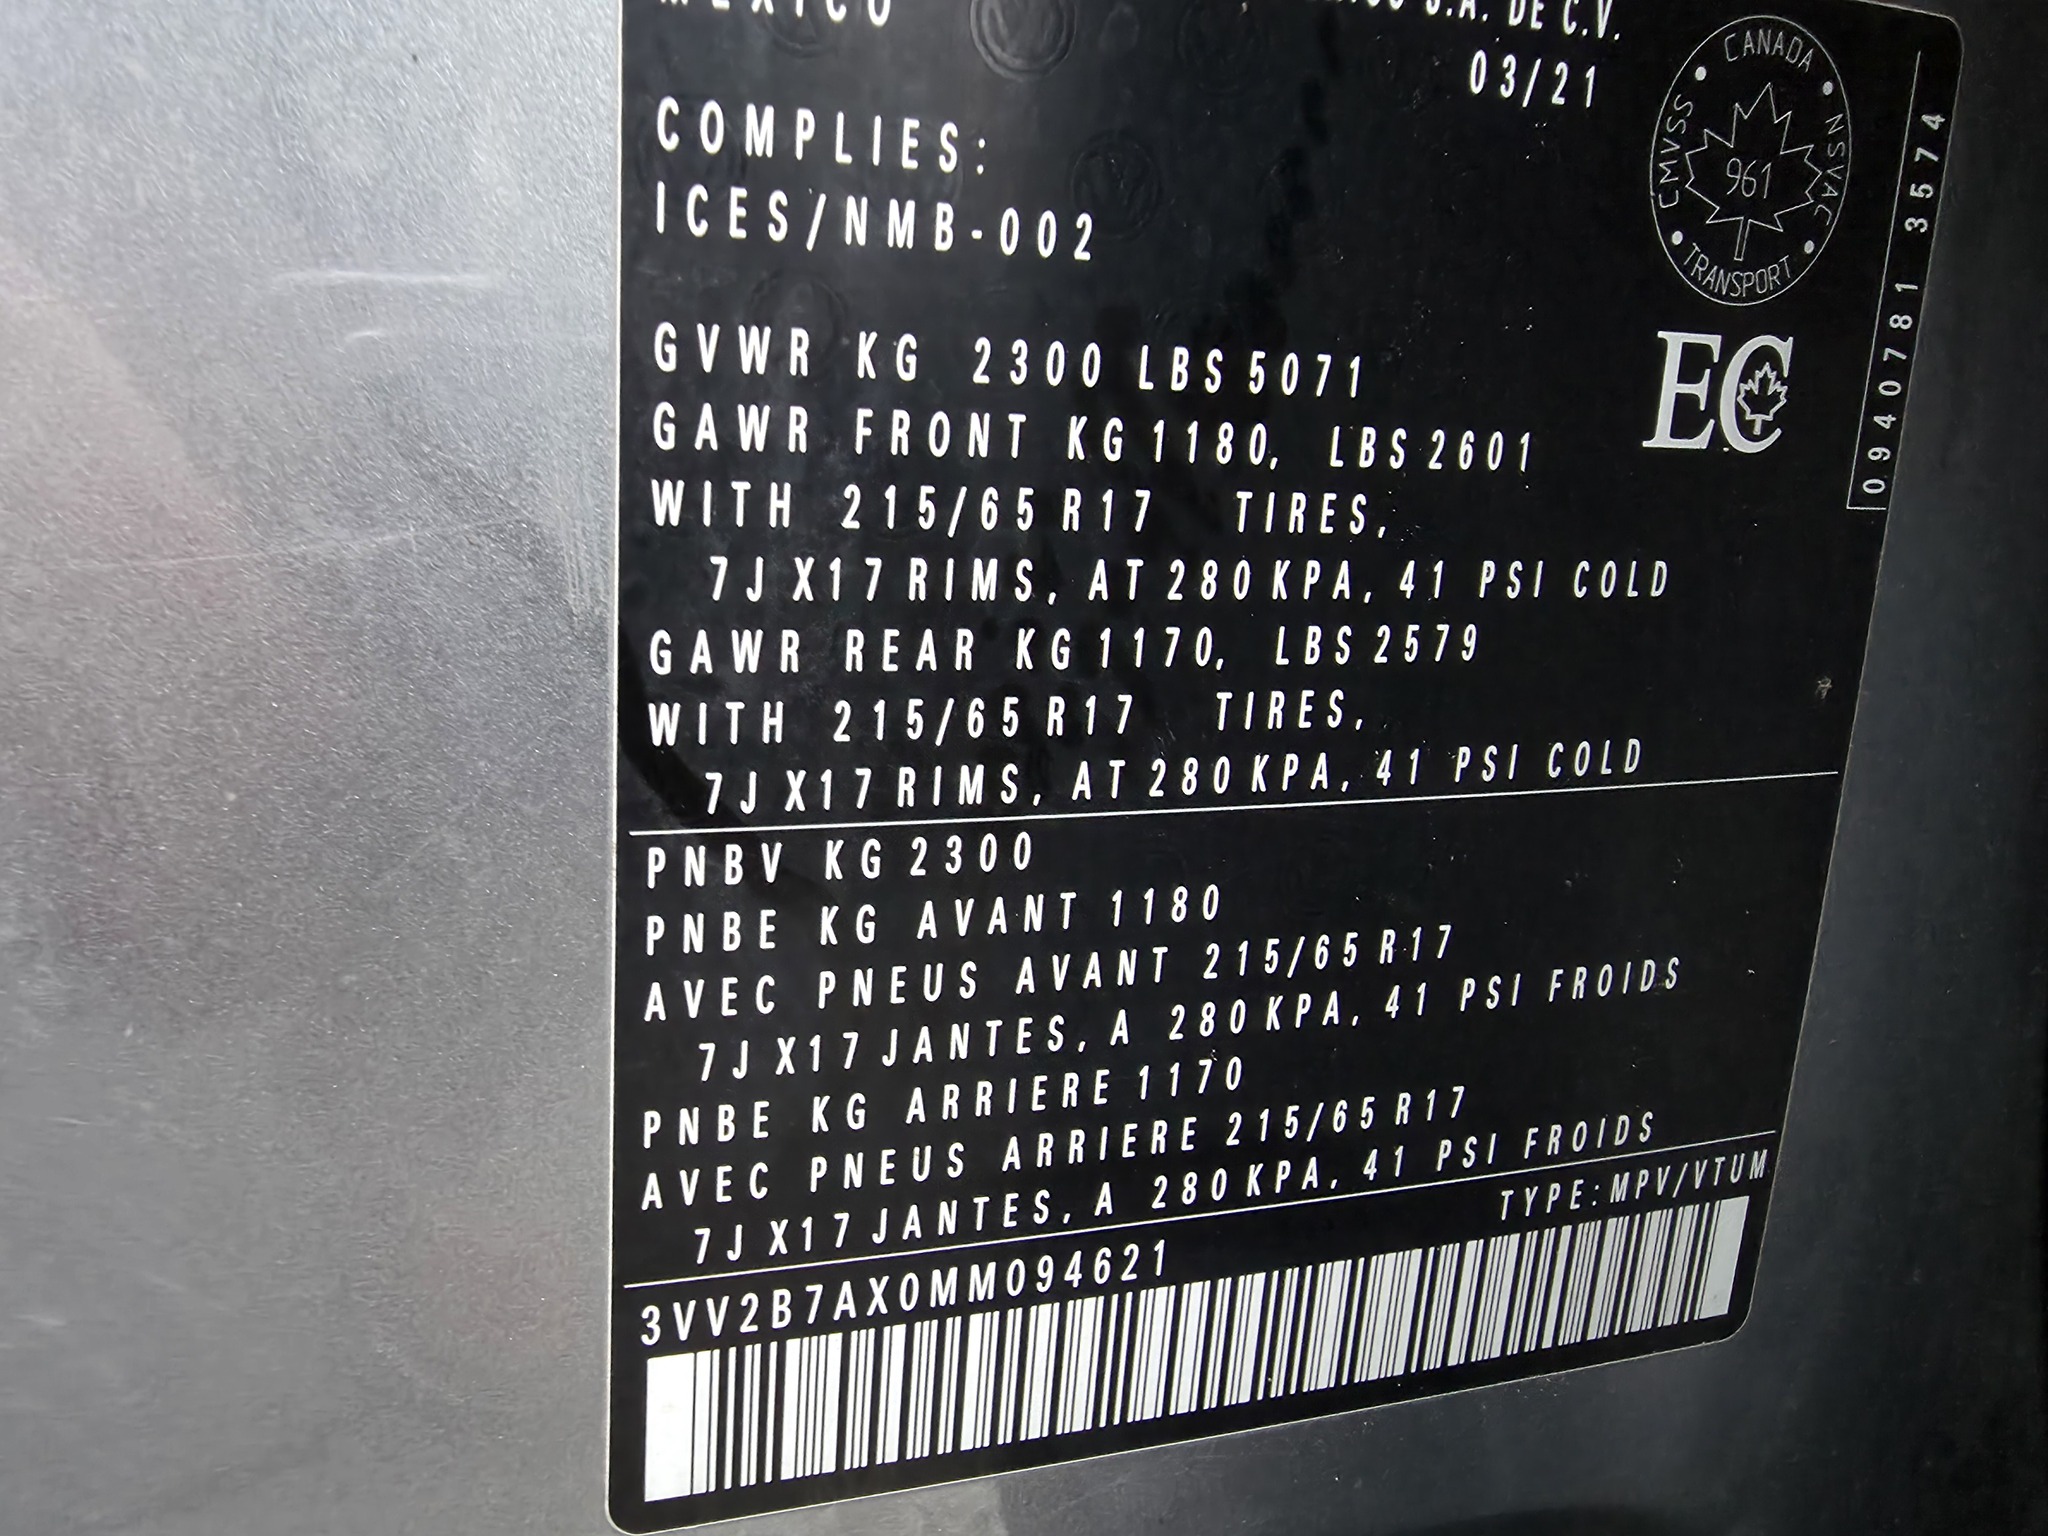 MEXICO
S.A. DE C.V.
03/21
COMPLIES:
ICES/NMB-002
CANADA
CMVSS
NSVAC
961
TRANSPORT
EC
0940781 3574
GVWR KG 2300 LBS 5071
GAWR FRONT KG 1180, LBS 2601
WITH 215/65 R17 TIRES,
7J X17 RIMS, AT 280 KPA, 41 PSI COLD
GAWR REAR KG 1170, LBS 2579
WITH 215/65 R17 TIRES,
7J X17 RIMS, AT 280 KPA, 41 PSI COLD
PNBV KG 2300
PNBE KG AVANT 1180
AVEC PNEUS AVANT 215/65 R17
7J X17 JANTES, A 280 KPA, 41 PSI FROIDS
PNBE KG ARRIERE 1170
AVEC PNEUS ARRIERE 215/65 R17
7J X17 JANTES, A 280 KPA, 41 PSI FROIDS
TYPE:MPV/VTUM
3VV2B7AX0MM094621